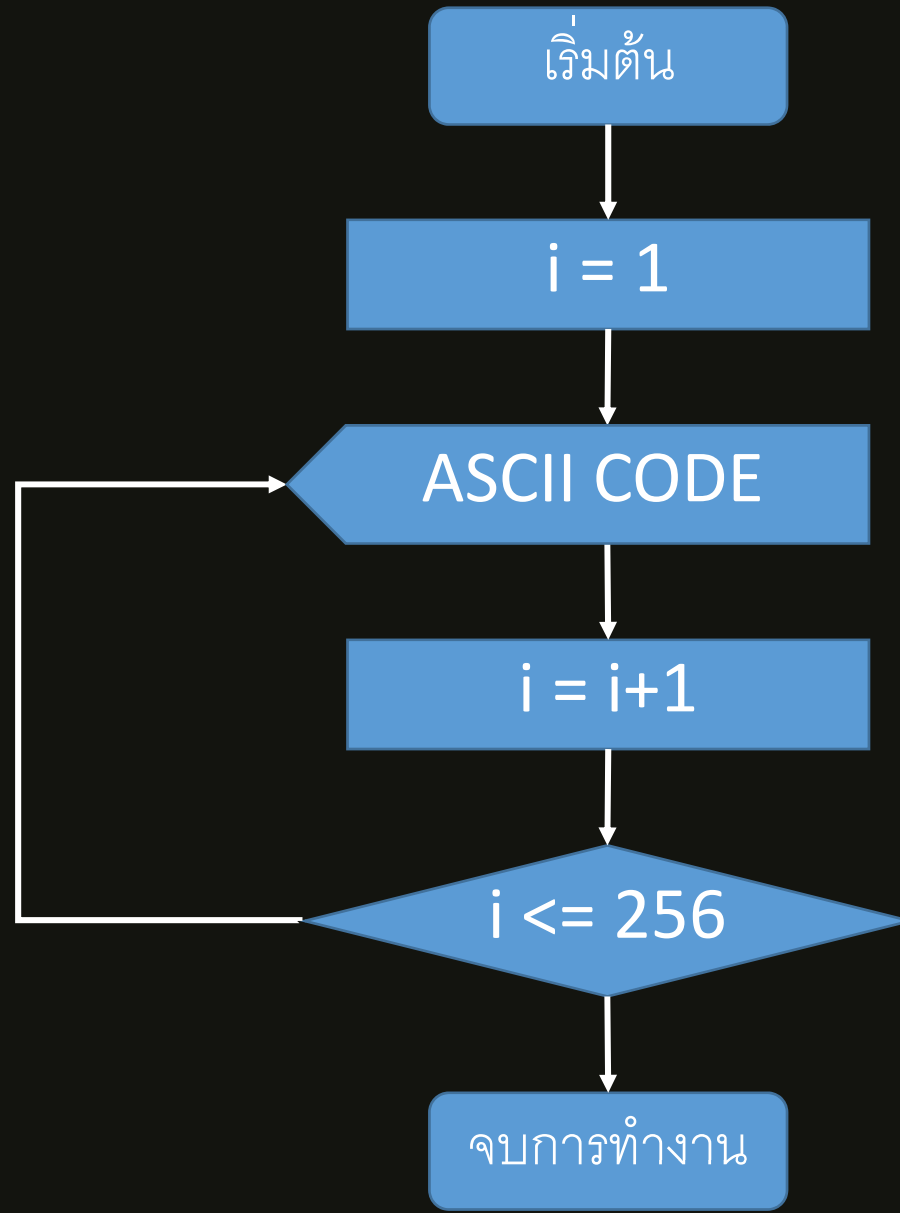 เริ่มต้น
i = 1
ASCII CODE
i = i+1
i <= 256
จบการทำงาน